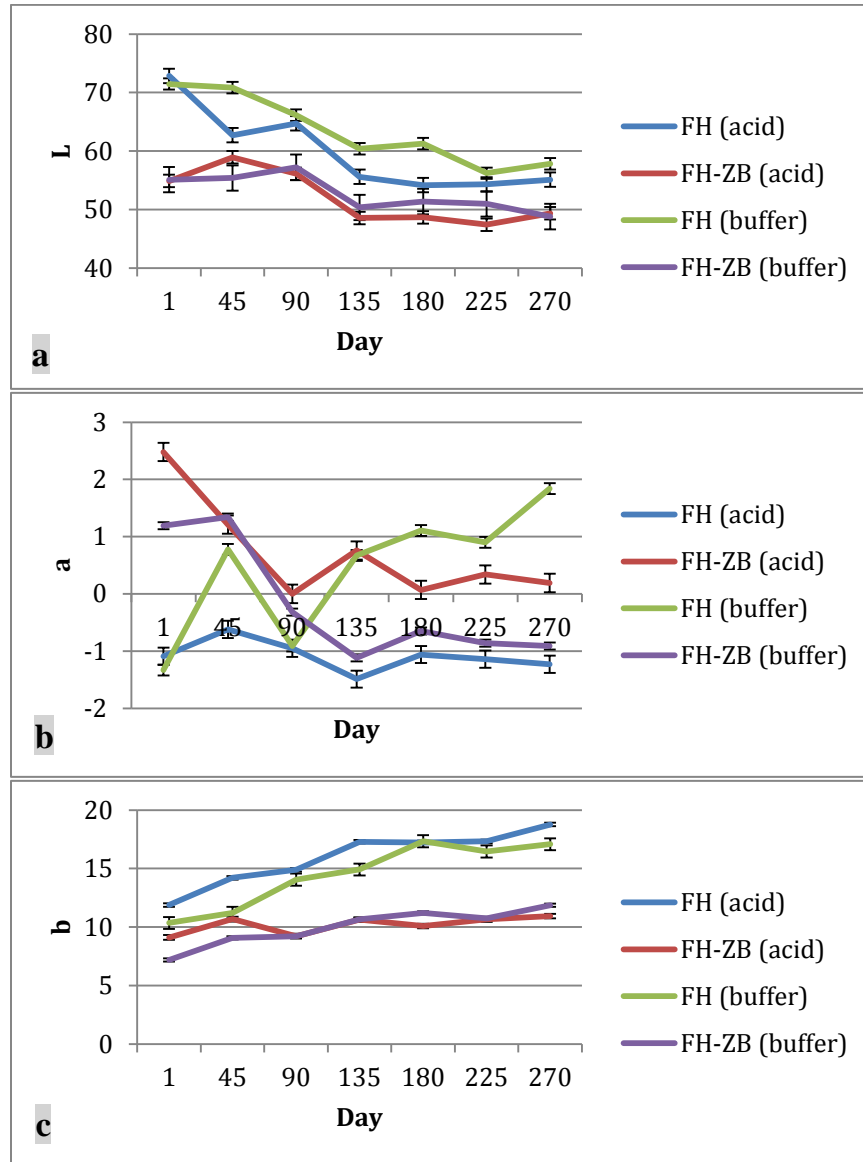 80
70
60
50
40
L
1 45 90 135 180 225 270
Day
FH (acid)
FH-ZB (acid)
FH (buffer)
FH-ZB (buffer)
a
3
2
1
0
-1
-2
a
1 45 90 135 180 225 270
Day
FH (acid)
FH-ZB (acid)
FH (buffer)
FH-ZB (buffer)
b
20
15
10
5
0
b
1 45 90 135 180 225 270
Day
FH (acid)
FH-ZB (acid)
FH (buffer)
FH-ZB (buffer)
c